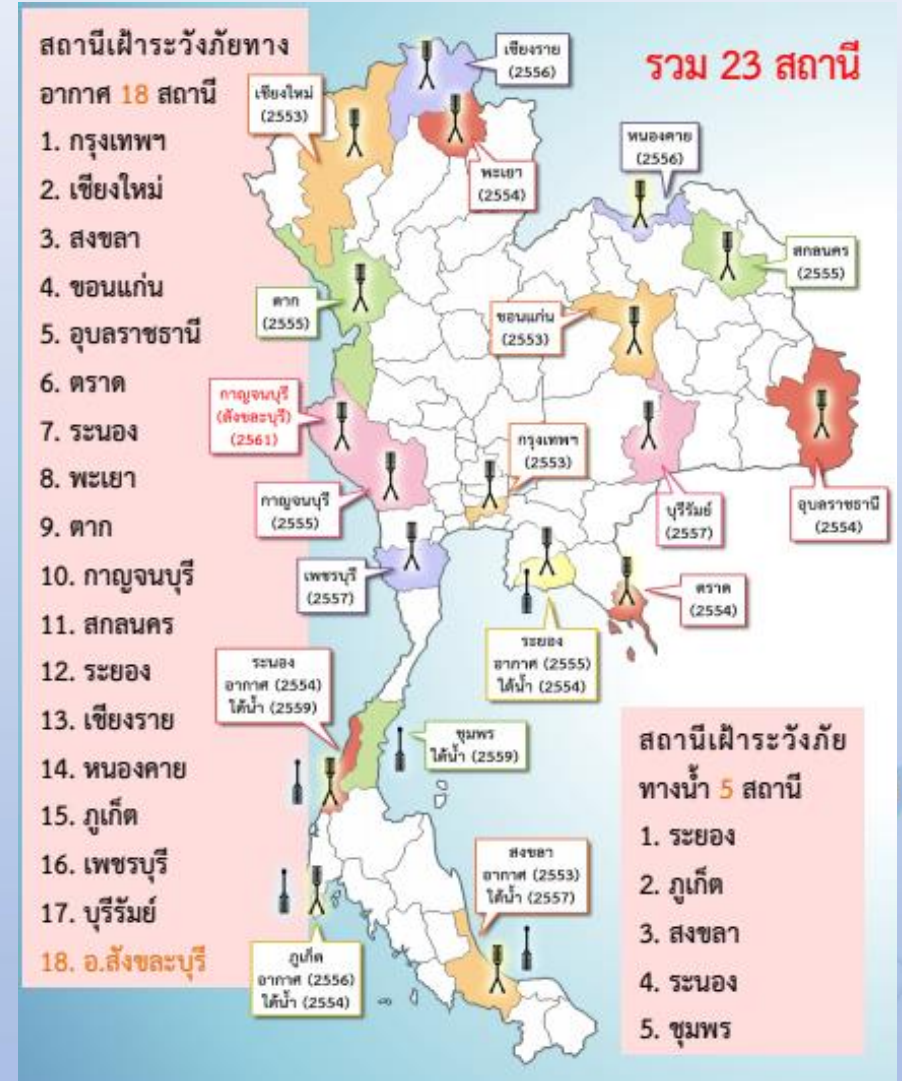 สถานีเฝ้าระวังภัยทาง
อากาศ 18 สถานี
1. กรุงเทพฯ
2. เชียงใหม่
3. สงขลา
4. ขอนแก่น
5. อุบลราชธานี
6. ตราด
7. ระนอง
8. พะเยา
9. ตาก
10. กาญจนบุรี
11. สกลนคร
12. ระยอง
13. เชียงราย
14. หนองคาย
15. ภูเก็ต
16. เพชรบุรี
17. บุรีรัมย์
18. อ.สังขละบุรี
รวม 23 สถานี
เชียงราย
(2556)
เชียงใหม่
(2553)
พะเยา
(2554)
หนองคาย
(2556)
สกลนคร
(2555)
ตาก
(2555)
ขอนแก่น
(2553)
กาญจนบุรี
(สังขละบุรี)
(2561)
กรุงเทพฯ
(2553)
กาญจนบุรี
(2555)
บุรีรัมย์
(2557)
อุบลราชธานี
(2554)
เพชรบุรี
(2557)
ตราด
(2554)
ระยอง
อากาศ (2555)
ใต้น้ำ (2554)
ระนอง
อากาศ (2554)
ใต้น้ำ (2559)
ชุมพร
ใต้น้ำ (2559)
สงขลา
อากาศ (2553)
ใต้น้ำ (2557)
ภูเก็ต
อากาศ (2556)
ใต้น้ำ (2554)
สถานีเฝ้าระวังภัย
ทางน้ำ 5 สถานี
1. ระยอง
2. ภูเก็ต
3. สงขลา
4. ระนอง
5. ชุมพร